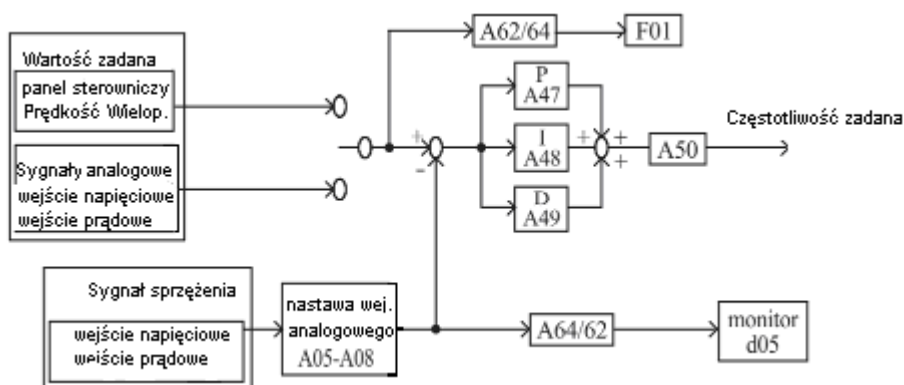 Wartość zadana
panel sterowniczy
Prędkość Wielop.
Sygnały analogowe
wejście napięciowe
wejście prądowe
A62/64
F01
P
A47
I
A48
D
A49
+
-
+
+
+
A50
Częstotliwość zadana
Sygnał sprzężenia
wejście napięciowe
weiście prądowe
nastawa wej.
analogowego
A05-A08
A64/62
monitor
d05